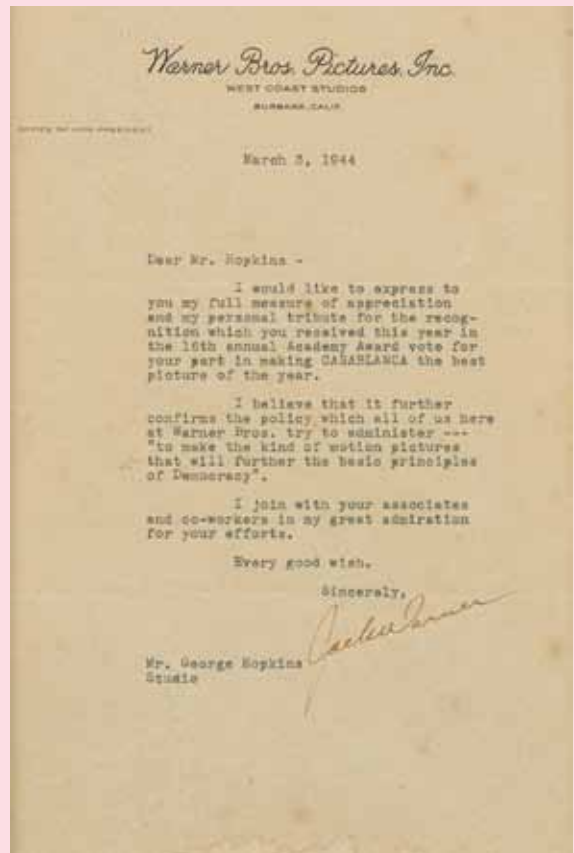 Warner Bros. Pictures, Inc.
WEST COAST STUDIOS
BURBANK, CALIF.
March 3, 1944
Dear Mr. Hopkins -
I would like to express to
you my full measure of appreciation
and my personal tribute for the recog-
nition which you received this year in
the 16th annual Academy Award vote for
your part in making CASABLANCA the best
picture of the year.
I believe that it further
confirms the policy which all of us here
at Warner Bros. try to administer ---
"to make the kind of motion pictures
that will further the basic principles
of Democracy".
I join with your associates
and co-workers in my great admiration
for your efforts.
Every good wish.
Sincerely,
Jack Warner
Mr. George Hopkins
Studio